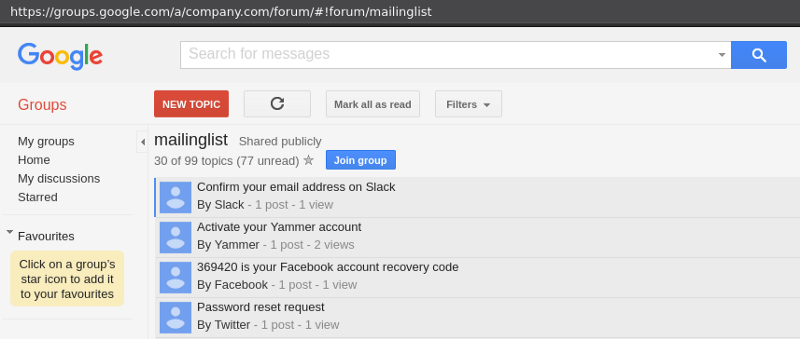 https://groups.google.com/a/company.com/forum/#!forum/mailinglist
Google
Search for messages
Groups
NEW TOPIC
Mark all as read
Filters
My groups
Home
My discussions
Starred
Favourites
Click on a group's
star icon to add it
to your favourites
mailinglist Shared publicly
30 of 99 topics (77 unread)
Join group
Confirm your email address on Slack
By Slack - 1 post - 1 view
Activate your Yammer account
By Yammer - 1 post - 2 views
369420 is your Facebook account recovery code
By Facebook - 1 post - 1 view
Password reset request
By Twitter - 1 post - 1 view